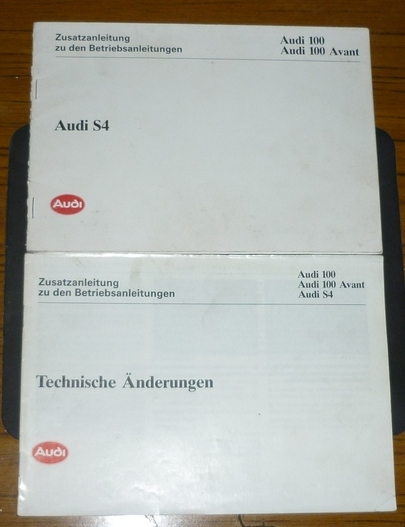 Zusatzanleitung
zu den Betriebsanleitungen
Audi 100
Audi 100 Avant
Audi S4
Audi
Zusatzanleitung
zu den Betriebsanleitungen
Audi 100
Audi 100 Avant
Audi S4
Technische Änderungen
Audi